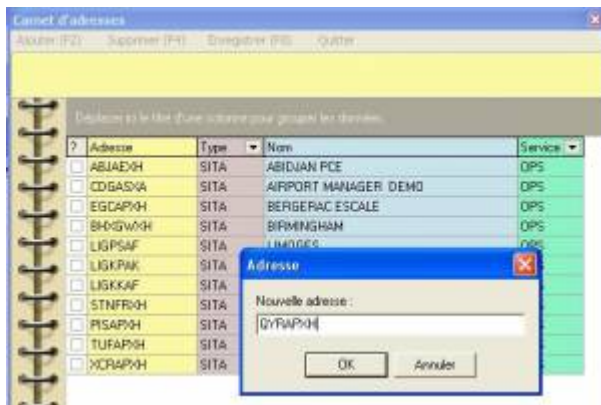 Carnet d'adresses
Ajouter (F2) Supprimer (F4) Enregistrer (F8) Quitter
Déplacer ici le titre d'une colonne pour grouper les données.
? Adresse Type Nom Service
ABJAEXH SITA ABIDJAN PCE OPS
CDGASXA SITA AIRPORT MANAGER DEMO OPS
EGCAPXH SITA BERGERAC ESCALE OPS
BHXGWXH SITA BIRMINGHAM OPS
LIGPSAF SITA LIMOGES OPS
LIGKPAK SITA
LIGKKAF SITA
STNFRXH SITA
PISAPXH SITA
TUFAPXH SITA
XCRAPXH SITA
Adresse
Nouvelle adresse :
QYRAPXH
OK Annuler